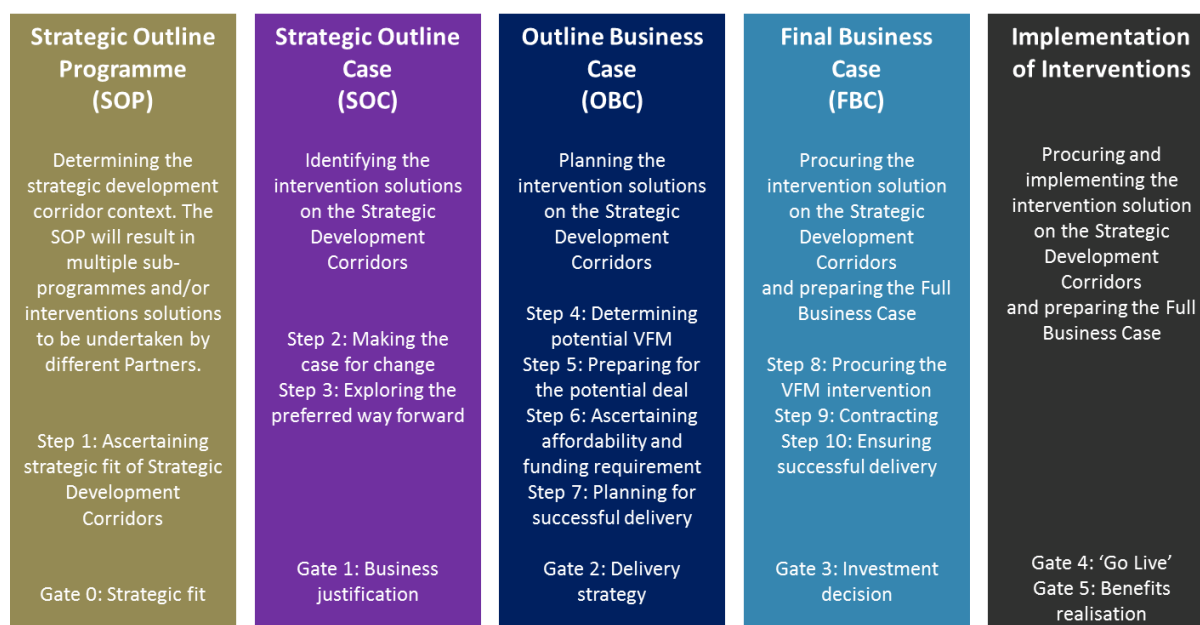 Strategic Outline
Programme
(SOP)
Determining the
strategic development
corridor context. The
SOP will result in
multiple sub-
programmes and/or
interventions solutions
to be undertaken by
different Partners.
Step 1: Ascertaining
strategic fit of Strategic
Development
Corridors
Gate 0: Strategic fit
Strategic Outline
Case
(SOC)
Identifying the
intervention solutions
on the Strategic
Development
Corridors
Step 2: Making the
case for change
Step 3: Exploring the
preferred way forward
Gate 1: Business
justification
Outline Business
Case
(OBC)
Planning the
intervention solutions
on the Strategic
Development
Corridors
Step 4: Determining
potential VFM
Step 5: Preparing for
the potential deal
Step 6: Ascertaining
affordability and
funding requirement
Step 7: Planning for
successful delivery
Gate 2: Delivery
strategy
Final Business
Case
(FBC)
Procuring the
intervention solution
on the Strategic
Development
Corridors
and preparing the Full
Business Case
Step 8: Procuring the
VFM intervention
Step 9: Contracting
Step 10: Ensuring
successful delivery
Gate 3: Investment
decision
Implementation
of Interventions
Procuring and
implementing the
intervention solution
on the Strategic
Development
Corridors
and preparing the Full
Business Case
Gate 4: ‘Go Live’
Gate 5: Benefits
realisation